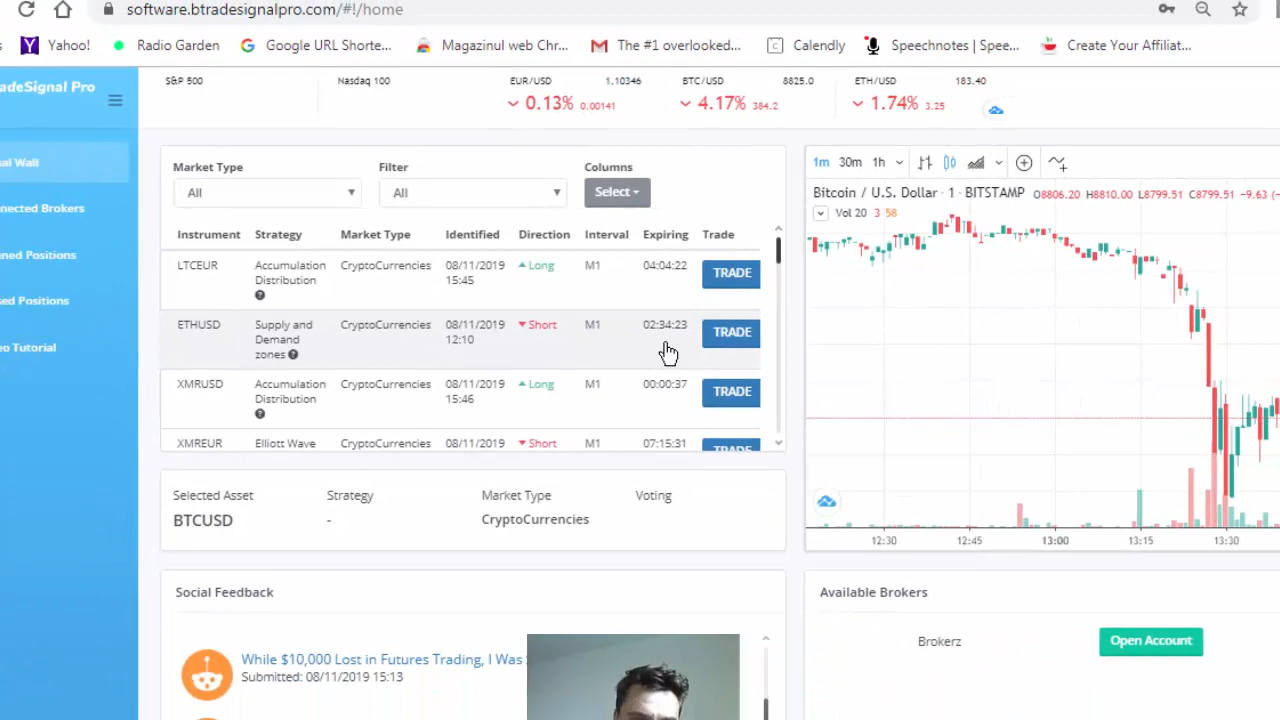 software.btradesignalpro.com/#!/home
Yahoo!
Radio Garden
Google URL Shorte...
Magazinul web Chr...
The #1 overlooked...
Calendly
Speechnotes | Spee...
Create Your Affiliat...
adeSignal Pro
S&P 500
Nasdaq 100
EUR/USD 1.10346
0.13% 0.00141
BTC/USD 8825.0
4.17% 384.2
ETH/USD 183.40
1.74% 3.25
al Wall
nected Brokers
ned Positions
sed Positions
eo Tutorial
Market Type Filter Columns
All All Select
Instrument Strategy Market Type Identified Direction Interval Expiring Trade
LTCEUR Accumulation CryptoCurrencies 08/11/2019 Long M1 04:04:22 TRADE
Distribution 15:45
ETHUSD Supply and CryptoCurrencies 08/11/2019 Short M1 02:34:23 TRADE
Demand 12:10
zones
XMRUSD Accumulation CryptoCurrencies 08/11/2019 Long M1 00:00:37 TRADE
Distribution 15:46
XMREUR Elliott Wave CryptoCurrencies 08/11/2019 Short M1 07:15:31 TRADE
1m 30m 1h
Bitcoin / U.S. Dollar · 1 · BITSTAMP O8806.20 H8810.00 L8799.51 C8799.51 -9.63 (-
Vol 20 3 58
12:30 12:45 13:00 13:15 13:30
Selected Asset Strategy Market Type Voting
BTCUSD - CryptoCurrencies
Social Feedback
While $10,000 Lost in Futures Trading, I Was
Submitted: 08/11/2019 15:13
Available Brokers
Brokerz Open Account